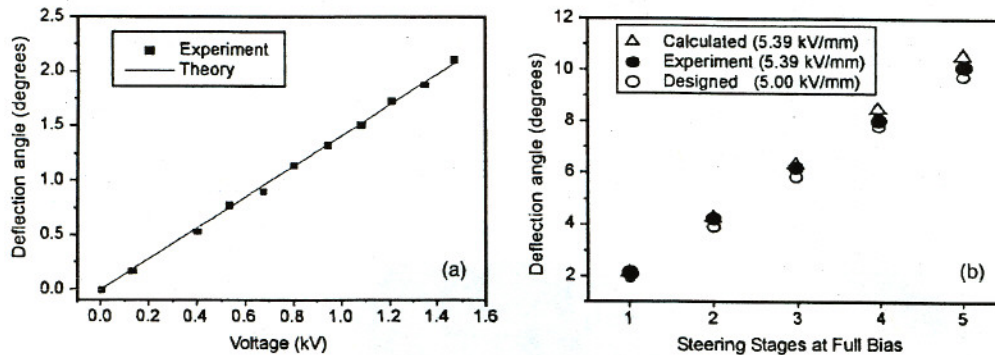 2.5
2.0
1.5
1.0
0.5
0.0
Deflection angle (degrees)
Experiment
Theory
(a)
0.0 0.2 0.4 0.6 0.8 1.0 1.2 1.4 1.6
Voltage (kV)
12
10
8
6
4
2
Deflection angle (degrees)
Calculated (5.39 kV/mm)
Experiment (5.39 kV/mm)
Designed (5.00 kV/mm)
(b)
1 2 3 4 5
Steering Stages at Full Bias